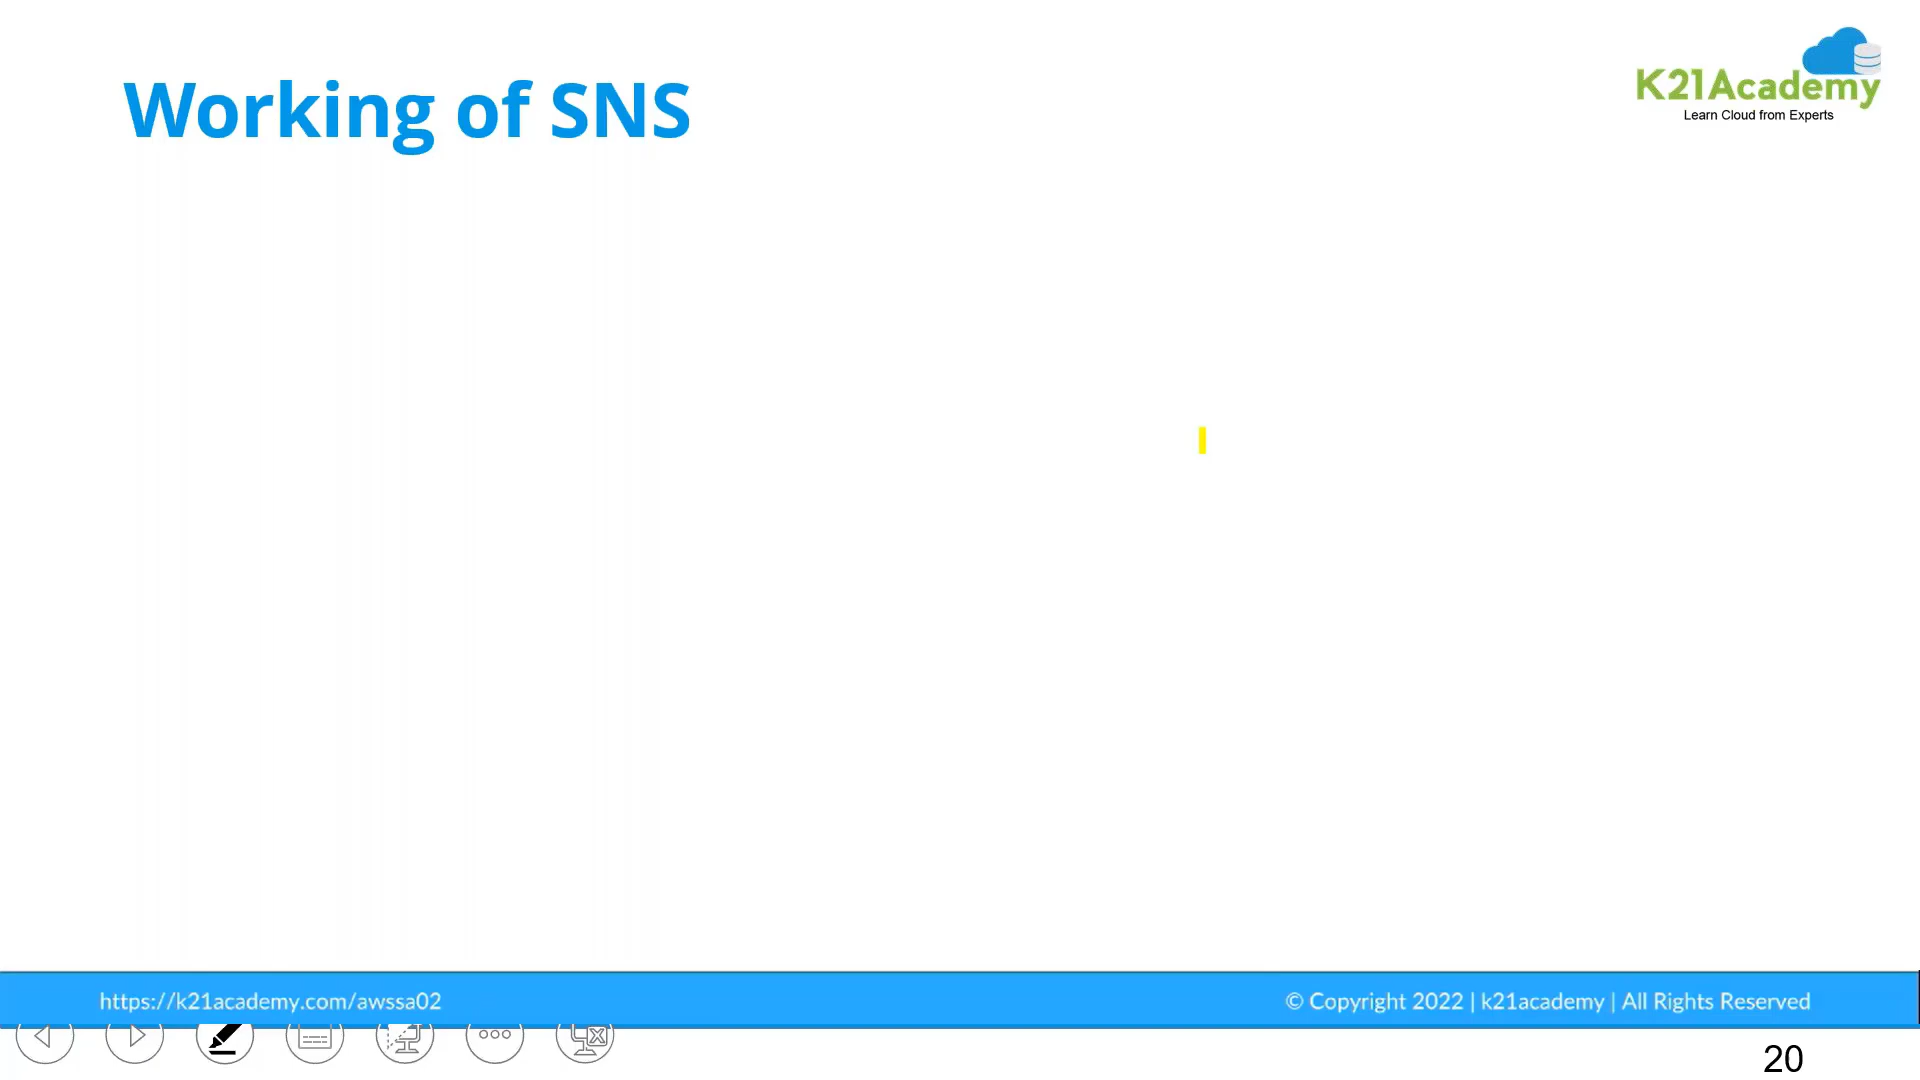 Working of SNS
K21Academy
Learn Cloud from Experts
https://k21academy.com/awssa02
© Copyright 2022 | k21academy | All Rights Reserved
20